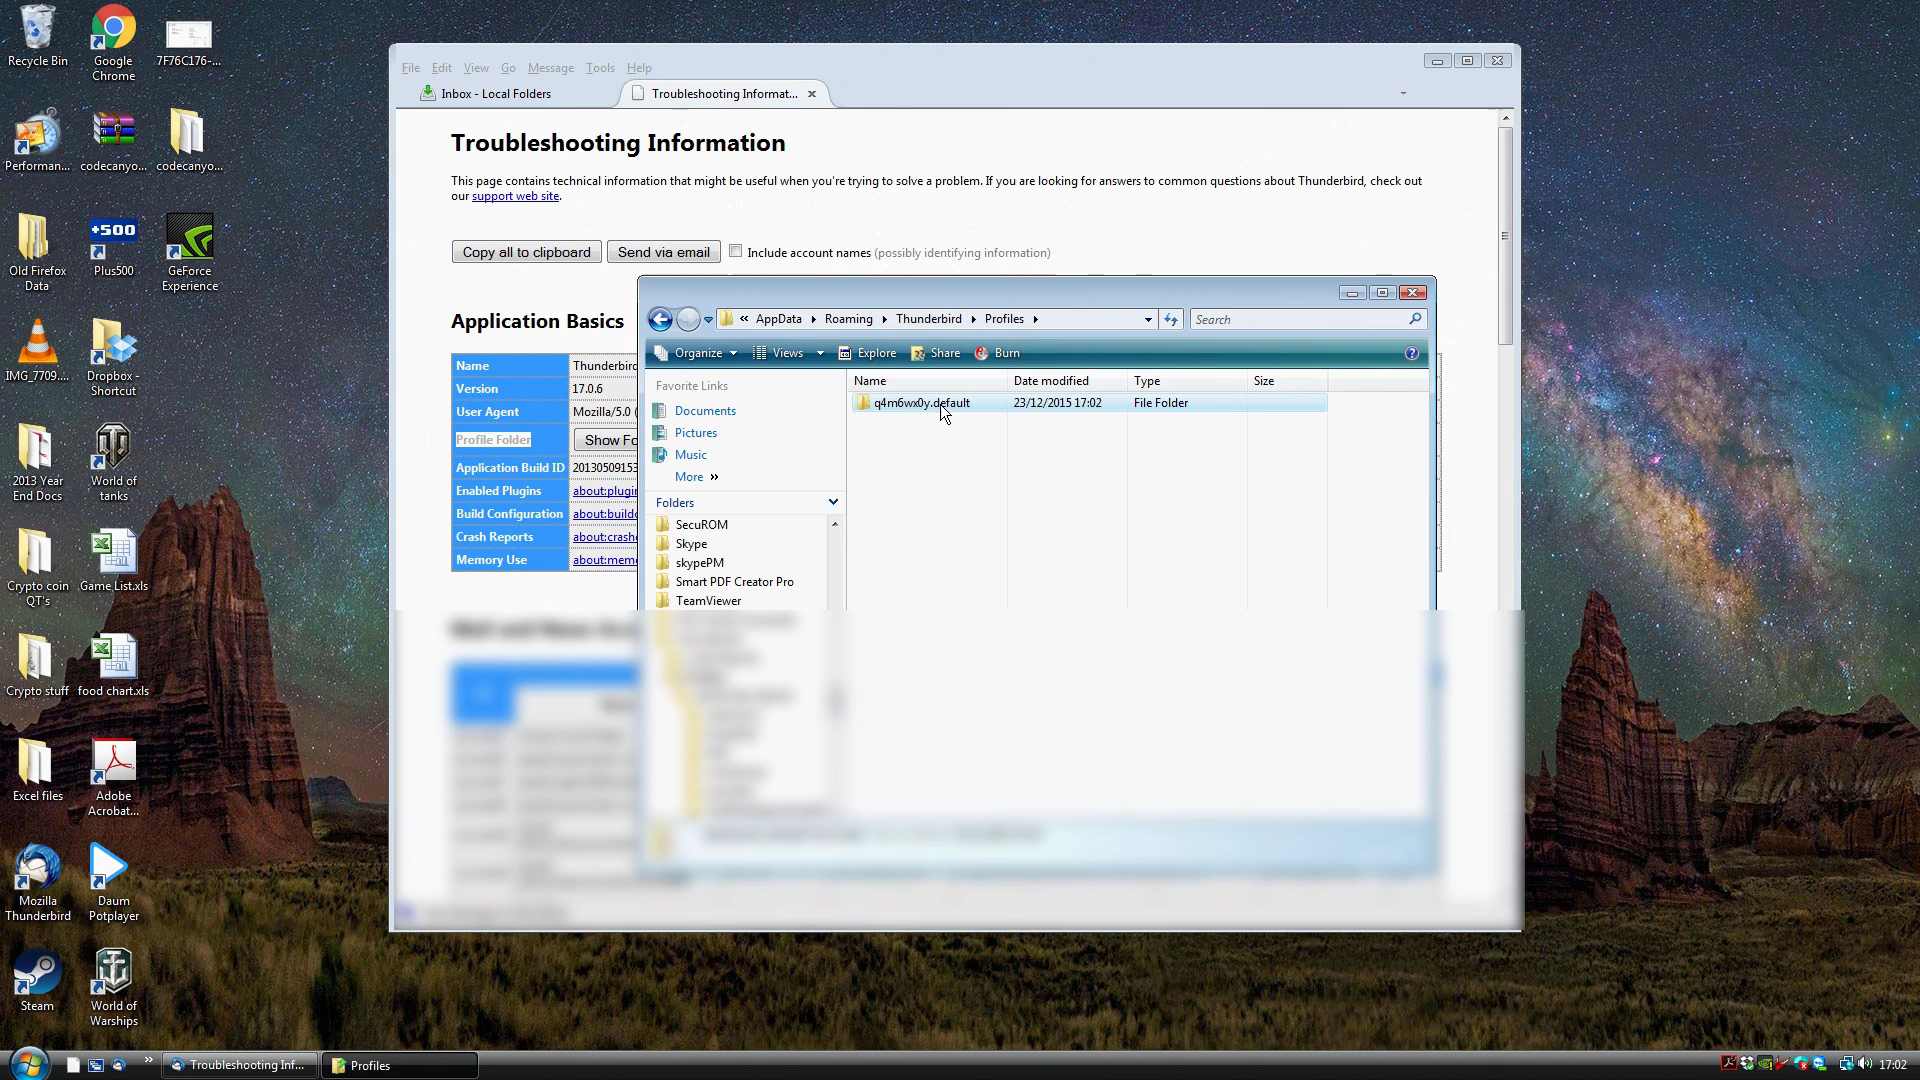 Recycle Bin
Google
Chrome
7F76C176-...
Performan...
codecanyo...
codecanyo...
Old Firefox
Data
+500
Plus500
GeForce
Experience
IMG_7709....
Dropbox -
Shortcut
2013 Year
End Docs
World of
tanks
Crypto coin
QT's
Game List.xls
Crypto stuff
food chart.xls
Excel files
Adobe
Acrobat...
Mozilla
Thunderbird
Daum
Potplayer
Steam
World of
Warships
File Edit View Go Message Tools Help
Inbox - Local Folders
Troubleshooting Informat...
Troubleshooting Information
This page contains technical information that might be useful when you're trying to solve a problem. If you are looking for answers to common questions about Thunderbird, check out
our support web site.
Copy all to clipboard
Send via email
Include account names (possibly identifying information)
Application Basics
Name Thunderbird
Version 17.0.6
User Agent Mozilla/5.0 (
Profile Folder Show Fo
Application Build ID 20130509153
Enabled Plugins about:plugin
Build Configuration about:buildc
Crash Reports about:crashe
Memory Use about:memo
« AppData Roaming Thunderbird Profiles
Search
Organize Views Explore Share Burn
Favorite Links
Documents
Pictures
Music
More »
Folders
SecuROM
Skype
skypePM
Smart PDF Creator Pro
TeamViewer
Name Date modified Type Size
q4m6wx0y.default 23/12/2015 17:02 File Folder
» Troubleshooting Inf... Profiles
17:02